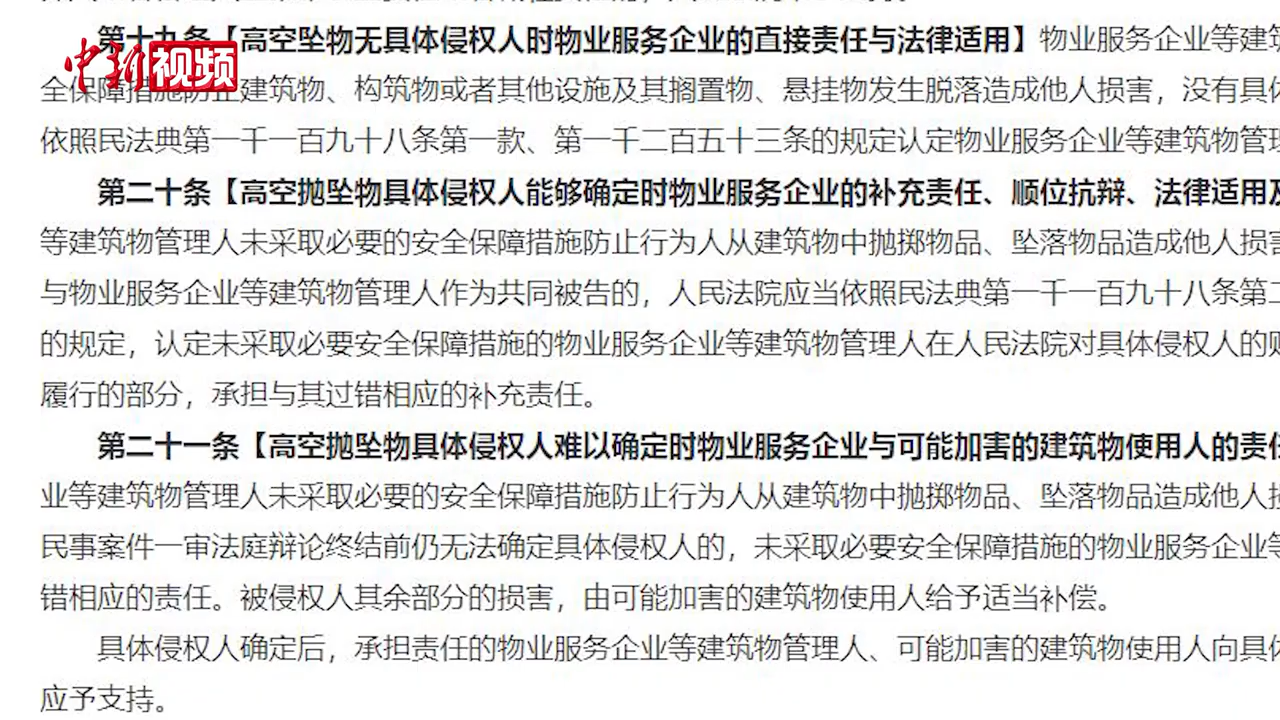 中新视频
第十九条【高空坠物无具体侵权人时物业服务企业的直接责任与法律适用】物业服务企业等建筑
全保障措施防止建筑物、构筑物或者其他设施及其搁置物、悬挂物发生脱落造成他人损害，没有具体
依照民法典第一千一百九十八条第一款、第一千二百五十三条的规定认定物业服务企业等建筑物管理
第二十条【高空抛坠物具体侵权人能够确定时物业服务企业的补充责任、顺位抗辩、法律适用及
等建筑物管理人未采取必要的安全保障措施防止行为人从建筑物中抛掷物品、坠落物品造成他人损害
与物业服务企业等建筑物管理人作为共同被告的，人民法院应当依照民法典第一千一百九十八条第二
的规定，认定未采取必要安全保障措施的物业服务企业等建筑物管理人在人民法院对具体侵权人的财
履行的部分，承担与其过错相应的补充责任。
第二十一条【高空抛坠物具体侵权人难以确定时物业服务企业与可能加害的建筑物使用人的责任
业等建筑物管理人未采取必要的安全保障措施防止行为人从建筑物中抛掷物品、坠落物品造成他人损
民事案件一审法庭辩论终结前仍无法确定具体侵权人的，未采取必要安全保障措施的物业服务企业等
错相应的责任。被侵权人其余部分的损害，由可能加害的建筑物使用人给予适当补偿。
具体侵权人确定后，承担责任的物业服务企业等建筑物管理人、可能加害的建筑物使用人向具体
应予支持。